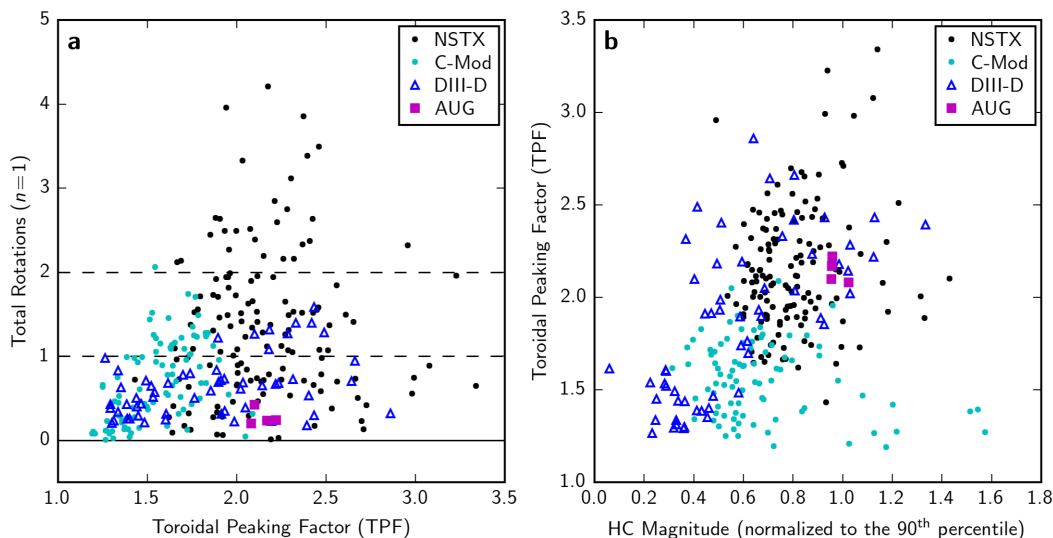 a
NSTX
C-Mod
DIII-D
AUG
5
4
3
2
1
0
Total Rotations (n=1)
1.0 1.5 2.0 2.5 3.0 3.5
Toroidal Peaking Factor (TPF)
b
NSTX
C-Mod
DIII-D
AUG
3.5
3.0
2.5
2.0
1.5
1.0
Toroidal Peaking Factor (TPF)
0.0 0.2 0.4 0.6 0.8 1.0 1.2 1.4 1.6 1.8
HC Magnitude (normalized to the 90th percentile)